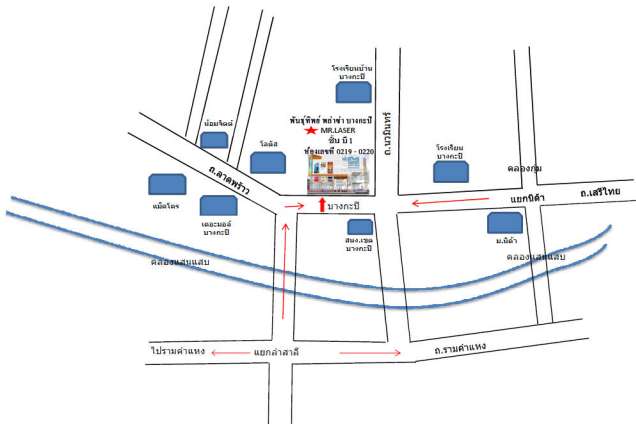 โรงเรียนบ้าน
บางกะปิ
พันธุ์ทิพย์ พลาซ่า บางกะปิ
MR.LASER
ชั้น บี 1
ห้องเลขที่ 0219 - 0220
น้อมจิตต์
โลตัส
ถ.นวมินทร์
โรงเรียน
บางกะปิ
คลองกุ่ม
ถ.ลาดพร้าว
แม็คโคร
เดอะมอลล์
บางกะปิ
บางกะปิ
แยกนิด้า
ถ.เสรีไทย
สนง.เขต
บางกะปิ
ม.นิด้า
คลองแสนแสบ
คลองแสนแสบ
ไปรามคำแหง
แยกลำสาลี
ถ.รามคำแหง